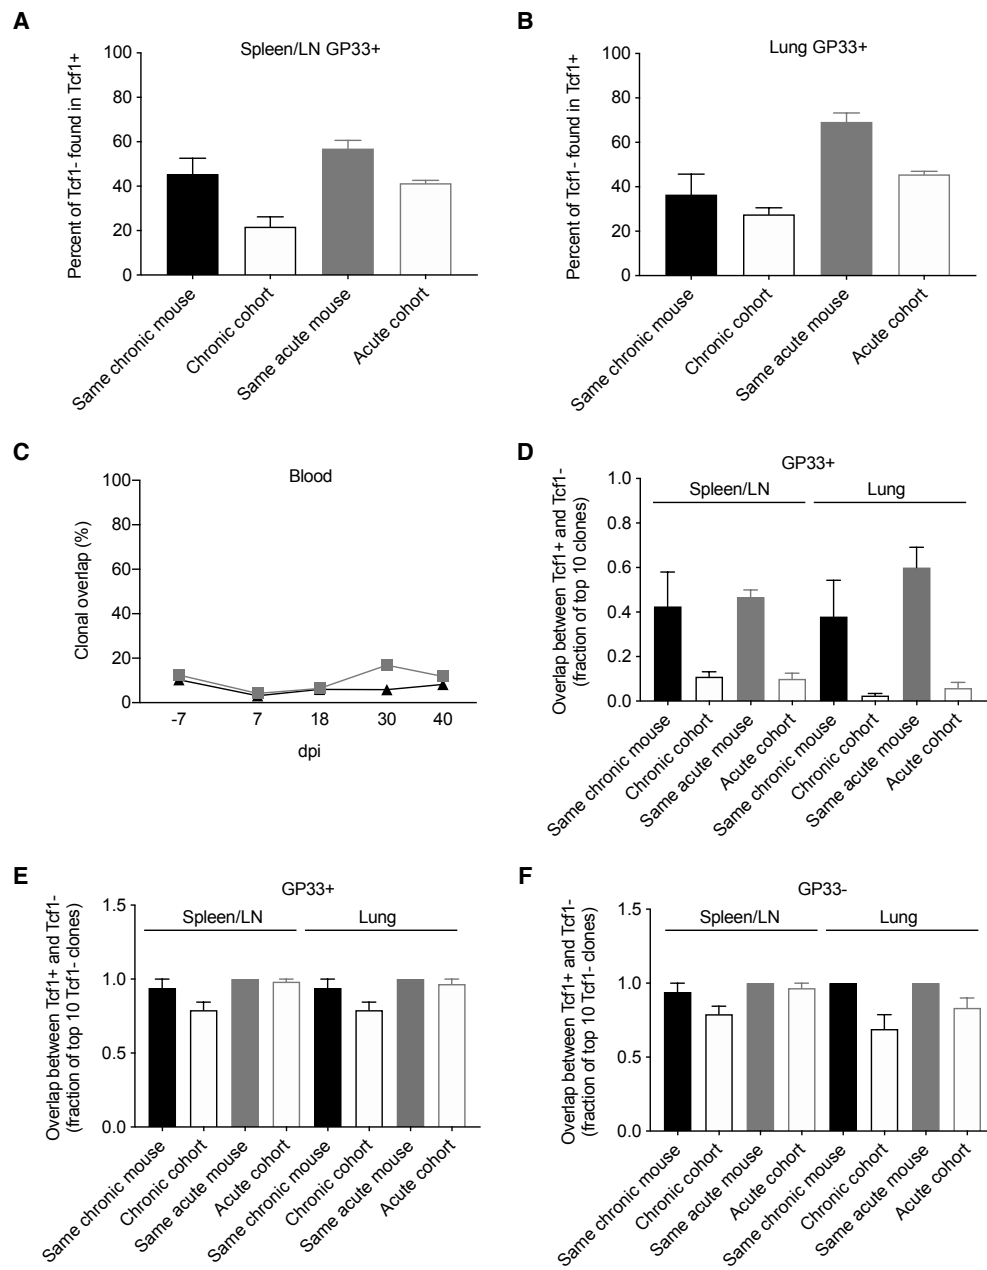 A
Spleen/LN GP33+
Percent of Tcf1- found in Tcf1+
100
80
60
40
20
0
Same chronic mouse
Chronic cohort
Same acute mouse
Acute cohort
B
Lung GP33+
Percent of Tcf1- found in Tcf1+
100
80
60
40
20
0
Same chronic mouse
Chronic cohort
Same acute mouse
Acute cohort
C
Blood
Clonal overlap (%)
100
80
60
40
20
0
-7 7 18 30 40
dpi
D
GP33+
Spleen/LN Lung
Overlap between Tcf1+ and Tcf1-
(fraction of top 10 clones)
1.0
0.8
0.6
0.4
0.2
0.0
Same chronic mouse
Chronic cohort
Same acute mouse
Acute cohort
Same chronic mouse
Chronic cohort
Same acute mouse
Acute cohort
E
GP33+
Spleen/LN Lung
Overlap between Tcf1+ and Tcf1-
(fraction of top 10 Tcf1- clones)
1.5
1.0
0.5
0.0
Same chronic mouse
Chronic cohort
Same acute mouse
Acute cohort
Same chronic mouse
Chronic cohort
Same acute mouse
Acute cohort
F
GP33-
Spleen/LN Lung
Overlap between Tcf1+ and Tcf1-
(fraction of top 10 Tcf1- clones)
1.5
1.0
0.5
0.0
Same chronic mouse
Chronic cohort
Same acute mouse
Acute cohort
Same chronic mouse
Chronic cohort
Same acute mouse
Acute cohort